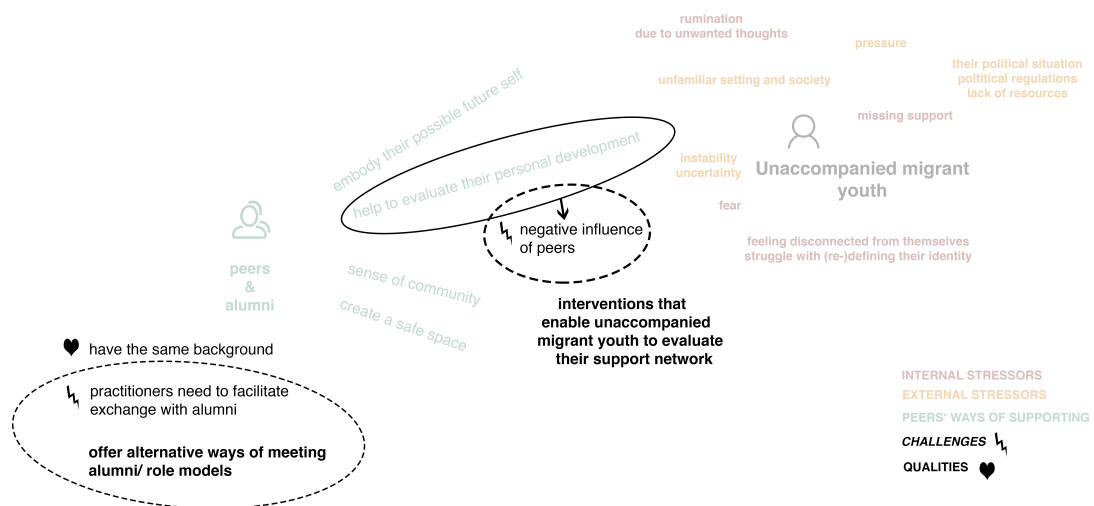 rumination
due to unwanted thoughts
pressure
their political situation
poltitical regulations
lack of resources
unfamiliar setting and society
missing support
embody their possible future self
help to evaluate their personal development
instability
uncertainty
Unaccompanied migrant
youth
fear
negative influence
of peers
feeling disconnected from themselves
struggle with (re-)defining their identity
peers
&
alumni
sense of community
create a safe space
interventions that
enable unaccompanied
migrant youth to evaluate
their support network
have the same background
practitioners need to facilitate
exchange with alumni
offer alternative ways of meeting
alumni/ role models
INTERNAL STRESSORS
EXTERNAL STRESSORS
PEERS' WAYS OF SUPPORTING
CHALLENGES
QUALITIES